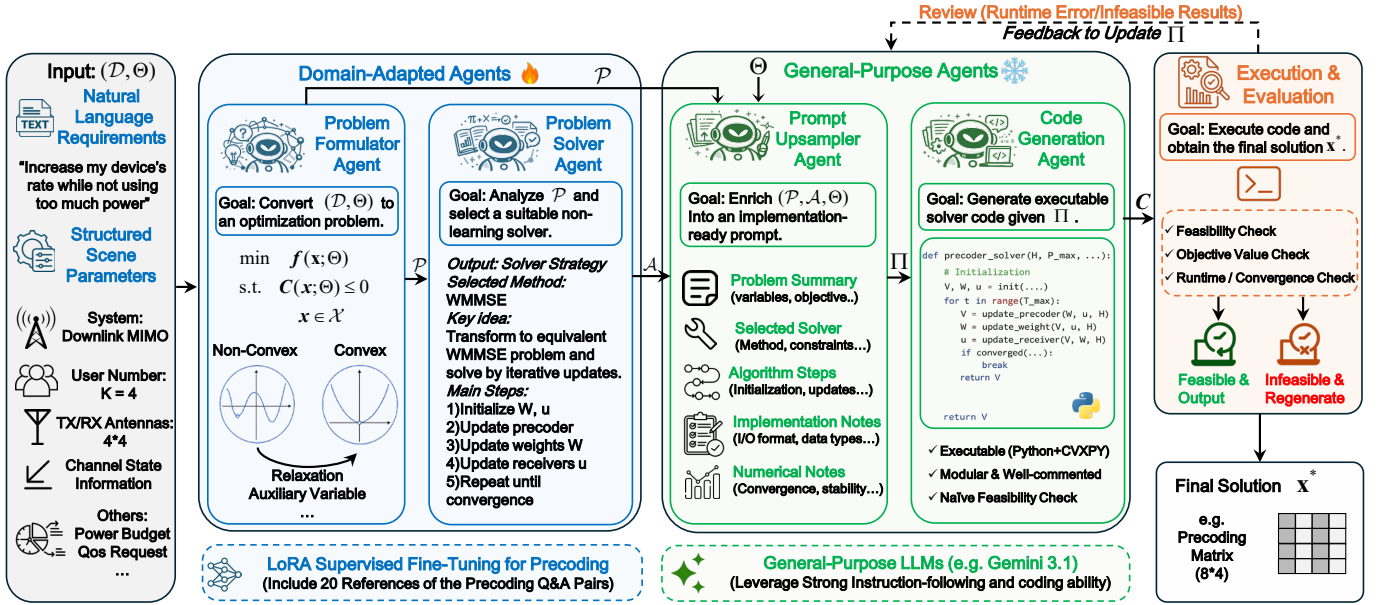 Review (Runtime Error/Infeasible Results)
Feedback to Update Π
Input: (𝒟, Θ)
Natural
Language
Requirements
TEXT
“Increase my device's
rate while not using
too much power”
Structured
Scene
Parameters
System:
Downlink MIMO
User Number:
K = 4
TX/RX Antennas:
4*4
Channel State
Information
Others:
Power Budget
Qos Request
...
Domain-Adapted Agents
𝒫
Problem
Formulator
Agent
Goal: Convert (𝒟, Θ) to
an optimization problem.
min f(x;Θ)
s.t. C(x;Θ) ≤ 0
x ∈ 𝒳
Non-Convex
Convex
Relaxation
Auxiliary Variable
...
𝒫
Problem
Solver
Agent
Goal: Analyze 𝒫 and
select a suitable non-
learning solver.
Output: Solver Strategy
Selected Method:
WMMSE
Key idea:
Transform to equivalent
WMMSE problem and
solve by iterative updates.
Main Steps:
1)Initialize W, u
2)Update precoder
3)Update weights W
4)Update receivers u
5)Repeat until
convergence
𝒜
LoRA Supervised Fine-Tuning for Precoding
(Include 20 References of the Precoding Q&A Pairs)
Θ
General-Purpose Agents
Prompt
Upsampler
Agent
Goal: Enrich (𝒫, 𝒜, Θ)
Into an implementation-
ready prompt.
Problem Summary
(variables, objective..)
Selected Solver
(Method, constraints...)
Algorithm Steps
(Initialization, updates...)
Implementation Notes
(I/O format, data types...)
Numerical Notes
(Convergence, stability...)
Π
Code
Generation
Agent
Goal: Generate executable
solver code given Π .
def precoder_solver(H, P_max, ...):
# Initialization
V, W, u = init(....)
for t in range(T_max):
V = update_precoder(W, u, H)
W = update_weight(V, u, H)
u = update_receiver(V, W, H)
if converged(...):
break
return V
return V
✓ Executable (Python+CVXPY)
✓ Modular & Well-commented
✓ Naïve Feasibility Check
General-Purpose LLMs (e.g. Gemini 3.1)
(Leverage Strong Instruction-following and coding ability)
C
Execution &
Evaluation
Goal: Execute code and
obtain the final solution x*.
✓ Feasibility Check
✓ Objective Value Check
✓ Runtime / Convergence Check
Feasible &
Output
Infeasible &
Regenerate
Final Solution x*
e.g.
Precoding
Matrix
(8*4)